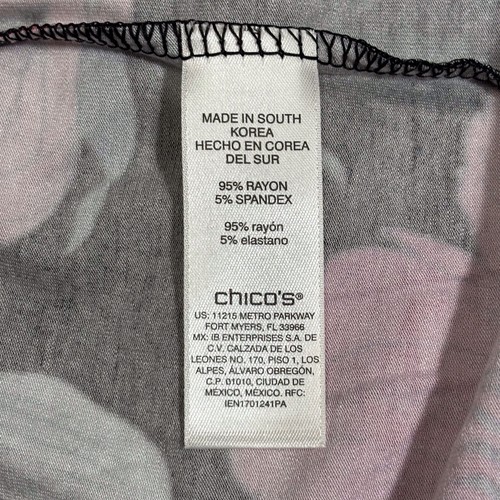 MADE IN SOUTH
KOREA
HECHO EN COREA
DEL SUR
95% RAYON
5% SPANDEX
95% rayón
5% elastano
chico's®
US: 11215 METRO PARKWAY
FORT MYERS, FL 33966
MX: IB ENTERPRISES S.A. DE
C.V. CALZADA DE LOS
LEONES NO. 170, PISO 1, LOS
ALPES, ÁLVARO OBREGÓN,
C.P. 01010, CIUDAD DE
MÉXICO, MÉXICO. RFC:
IEN1701241PA